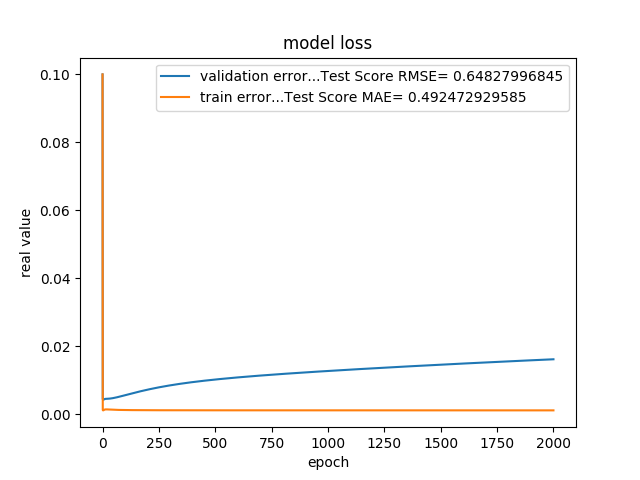 model loss
validation error...Test Score RMSE= 0.64827996845
train error...Test Score MAE= 0.492472929585
real value
0.10
0.08
0.06
0.04
0.02
0.00
0 250 500 750 1000 1250 1500 1750 2000
epoch